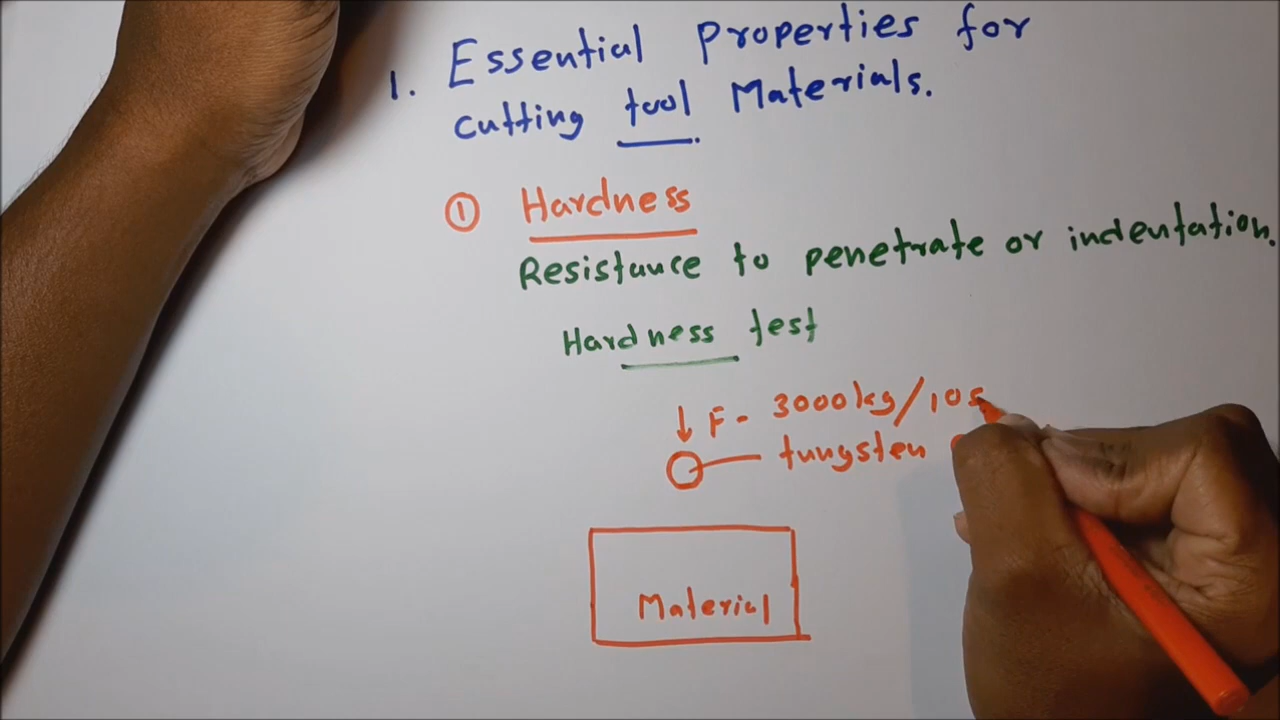 1. Essential Properties for
cutting tool Materials.
① Hardness
Resistance to penetrate or indentation.
Hardness test
↓ F - 3000kg/10s
tungsten
Material